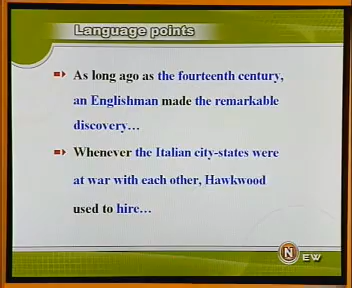 Language points
As long ago as the fourteenth century,
an Englishman made the remarkable
discovery…
Whenever the Italian city-states were
at war with each other, Hawkwood
used to hire…
N EW